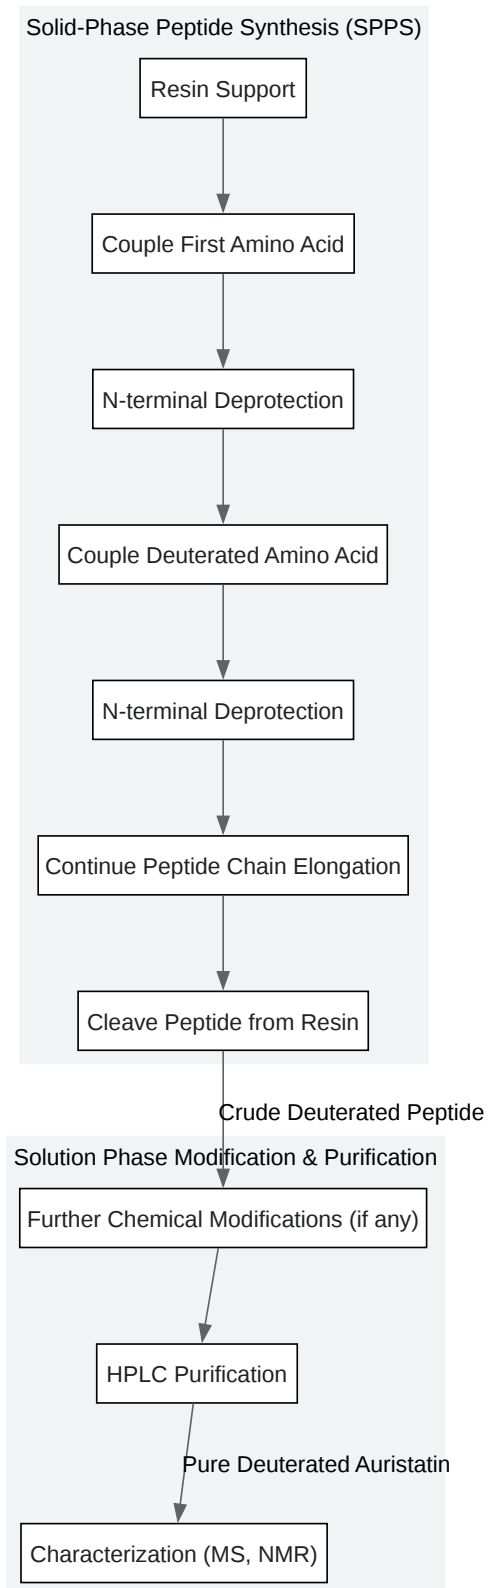 Solid-Phase Peptide Synthesis (SPPS)
Resin Support
Couple First Amino Acid
N-terminal Deprotection
Couple Deuterated Amino Acid
N-terminal Deprotection
Continue Peptide Chain Elongation
Cleave Peptide from Resin
Crude Deuterated Peptide
Solution Phase Modification & Purification
Further Chemical Modifications (if any)
HPLC Purification
Pure Deuterated Auristatin
Characterization (MS, NMR)